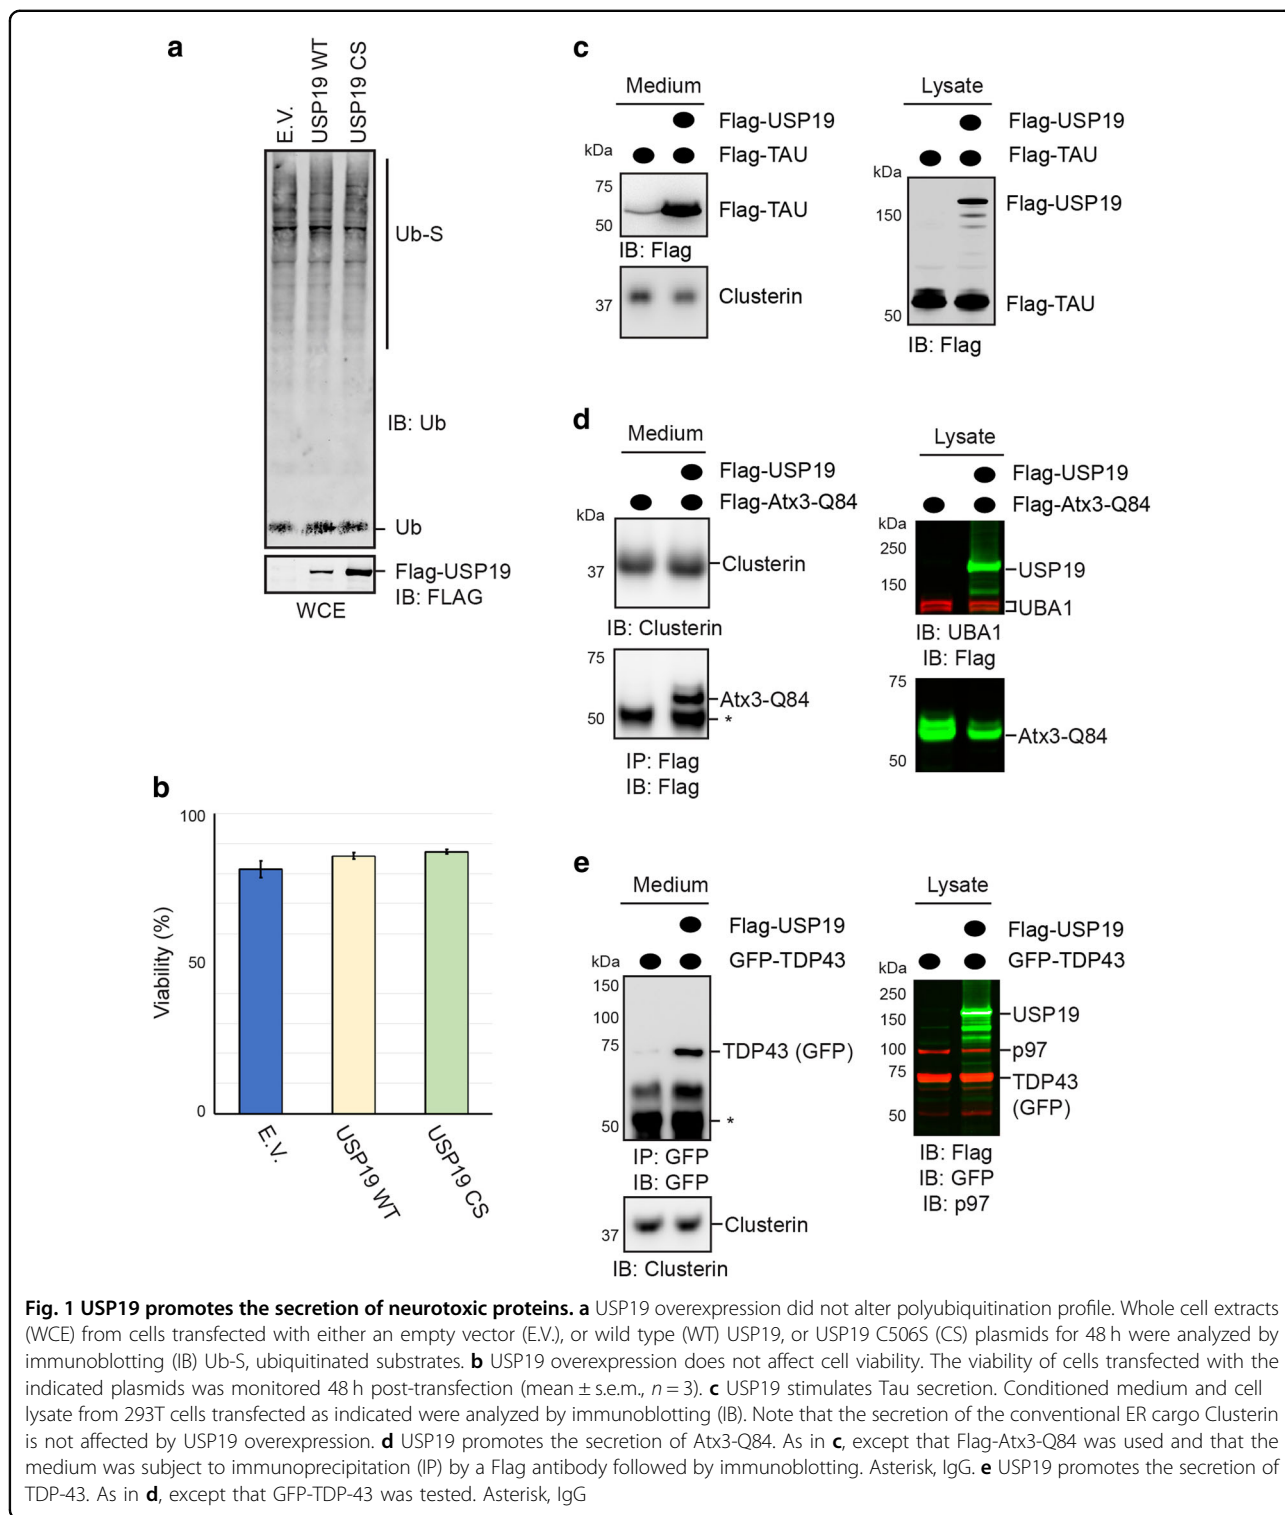 a
E.V.
USP19 WT
USP19 CS
Ub-S
IB: Ub
Ub
Flag-USP19
IB: FLAG
WCE
b
100
50
0
Viability (%)
E.V.
USP19 WT
USP19 CS
c
Medium
Flag-USP19
Flag-TAU
kDa
75
50
Flag-TAU
IB: Flag
37
Clusterin
Lysate
Flag-USP19
Flag-TAU
kDa
150
50
Flag-USP19
Flag-TAU
IB: Flag
d
Medium
Flag-USP19
Flag-Atx3-Q84
kDa
37
Clusterin
IB: Clusterin
75
50
Atx3-Q84
*
IP: Flag
IB: Flag
Lysate
Flag-USP19
Flag-Atx3-Q84
kDa
250
150
USP19
UBA1
IB: UBA1
IB: Flag
75
50
Atx3-Q84
e
Medium
Flag-USP19
GFP-TDP43
kDa
150
100
75
50
TDP43 (GFP)
*
IP: GFP
IB: GFP
37
Clusterin
IB: Clusterin
Lysate
Flag-USP19
GFP-TDP43
kDa
250
150
100
75
50
USP19
p97
TDP43
(GFP)
IB: Flag
IB: GFP
IB: p97
Fig. 1 USP19 promotes the secretion of neurotoxic proteins. a USP19 overexpression did not alter polyubiquitination profile. Whole cell extracts
(WCE) from cells transfected with either an empty vector (E.V.), or wild type (WT) USP19, or USP19 C506S (CS) plasmids for 48 h were analyzed by
immunoblotting (IB) Ub-S, ubiquitinated substrates. b USP19 overexpression does not affect cell viability. The viability of cells transfected with the
indicated plasmids was monitored 48 h post-transfection (mean ± s.e.m., n = 3). c USP19 stimulates Tau secretion. Conditioned medium and cell
lysate from 293T cells transfected as indicated were analyzed by immunoblotting (IB). Note that the secretion of the conventional ER cargo Clusterin
is not affected by USP19 overexpression. d USP19 promotes the secretion of Atx3-Q84. As in c, except that Flag-Atx3-Q84 was used and that the
medium was subject to immunoprecipitation (IP) by a Flag antibody followed by immunoblotting. Asterisk, IgG. e USP19 promotes the secretion of
TDP-43. As in d, except that GFP-TDP-43 was tested. Asterisk, IgG